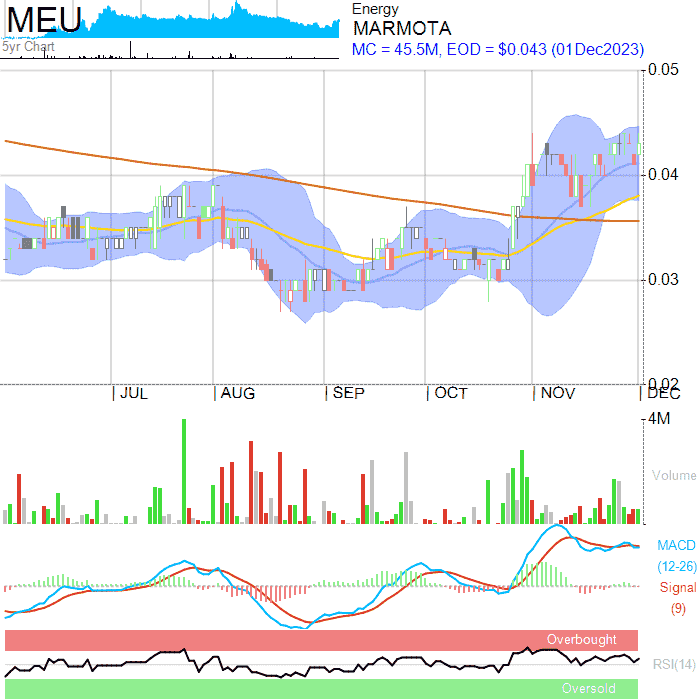 MEU
Energy
MARMOTA
5yr Chart
MC = 45.5M, EOD = $0.043 (01Dec2023)
0.05
0.04
0.03
0.02
JUL
AUG
SEP
OCT
NOV
DEC
4M
Volume
MACD
(12-26)
Signal
(9)
Overbought
RSI(14)
Oversold